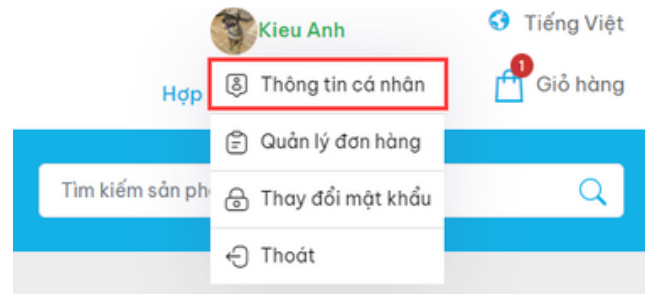 Kieu Anh
Tiếng Việt
1
Giỏ hàng
Hợp
Thông tin cá nhân
Quản lý đơn hàng
Tìm kiếm sản ph
Thay đổi mật khẩu
Thoát